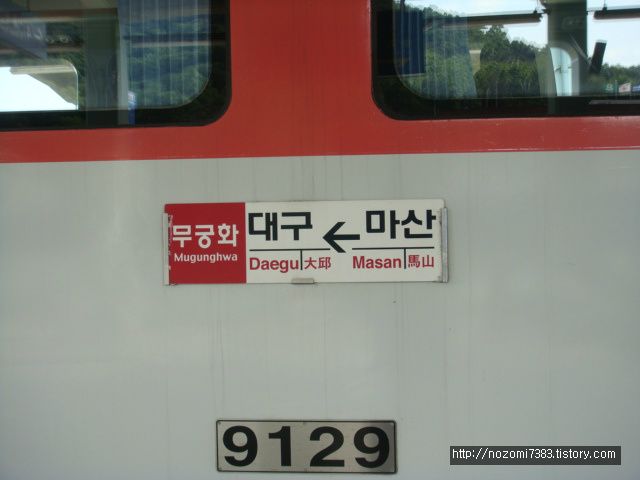 무궁화
Mugunghwa
대구 ← 마산
Daegu 大邱 Masan 馬山
9129
http://nozomi7383.tistory.com